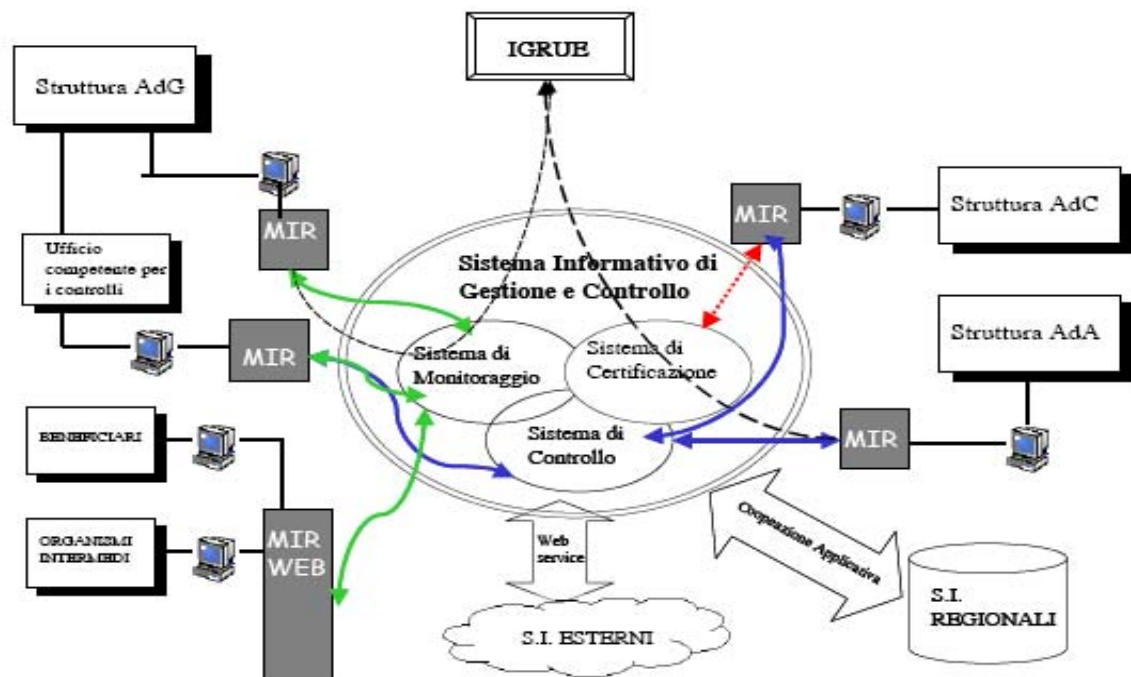 IGRUE
Struttura AdG
MIR
Ufficio
competente per
i controlli
MIR
BENEFICIARI
ORGANISMI
INTERMEDI
MIR
WEB
Sistema Informativo di
Gestione e Controllo
Sistema di
Monitoraggio
Sistema di
Certificazione
Sistema di
Controllo
MIR
Struttura AdC
Struttura AdA
MIR
Web
service
Cooperazione Applicativa
S.I. ESTERNI
S.I.
REGIONALI